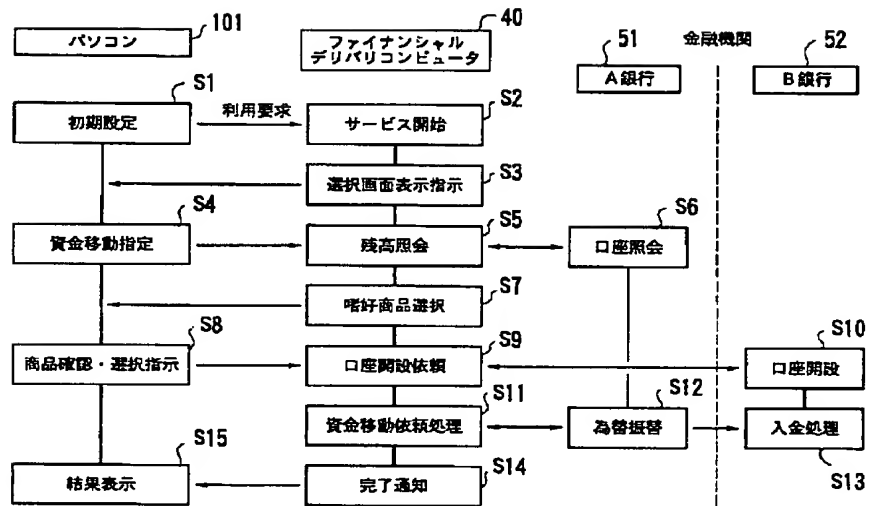 101
パソコン
40
ファイナンシャル
デリバリコンピュータ
51
金融機関
52
A銀行
B銀行
S1
初期設定
利用要求
S2
サービス開始
S3
選択画面表示指示
S4
資金移動指定
S5
残高照会
S6
口座照会
S7
嗜好商品選択
S8
商品確認・選択指示
S9
口座開設依頼
S10
口座開設
S11
資金移動依頼処理
S12
為替振替
入金処理
S13
S15
結果表示
S14
完了通知